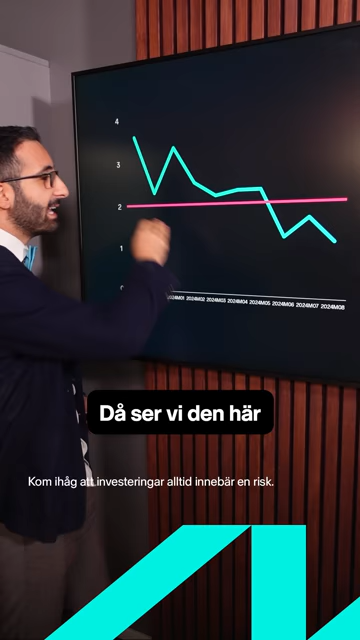 4
3
2
1
2024M01 2024M02 2024M03 2024M04 2024M05 2024M06 2024M07 2024M08
Då ser vi den här
Kom ihåg att investeringar alltid innebär en risk.